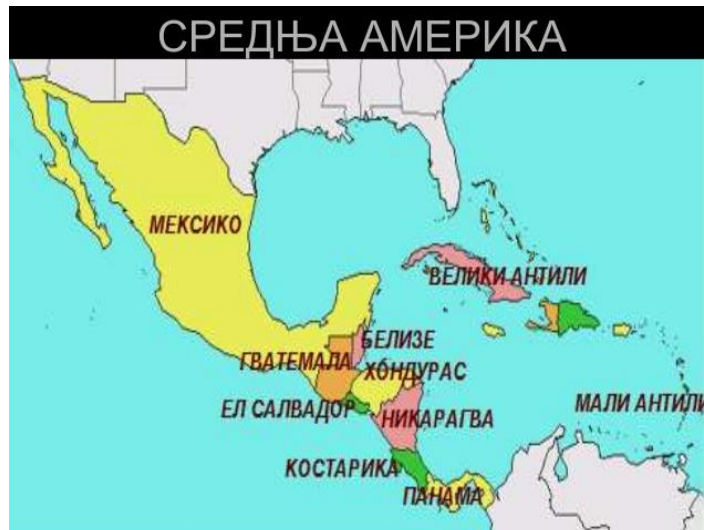 СРЕДЊА АМЕРИКА
МЕКСИКО
ВЕЛИКИ АНТИЛИ
БЕЛИЗЕ
ГВАТЕМАЛА
ХОНДУРАС
ЕЛ САЛВАДОР
НИКАРАГВА
МАЛИ АНТИЛИ
КОСТАРИКА
ПАНАМА